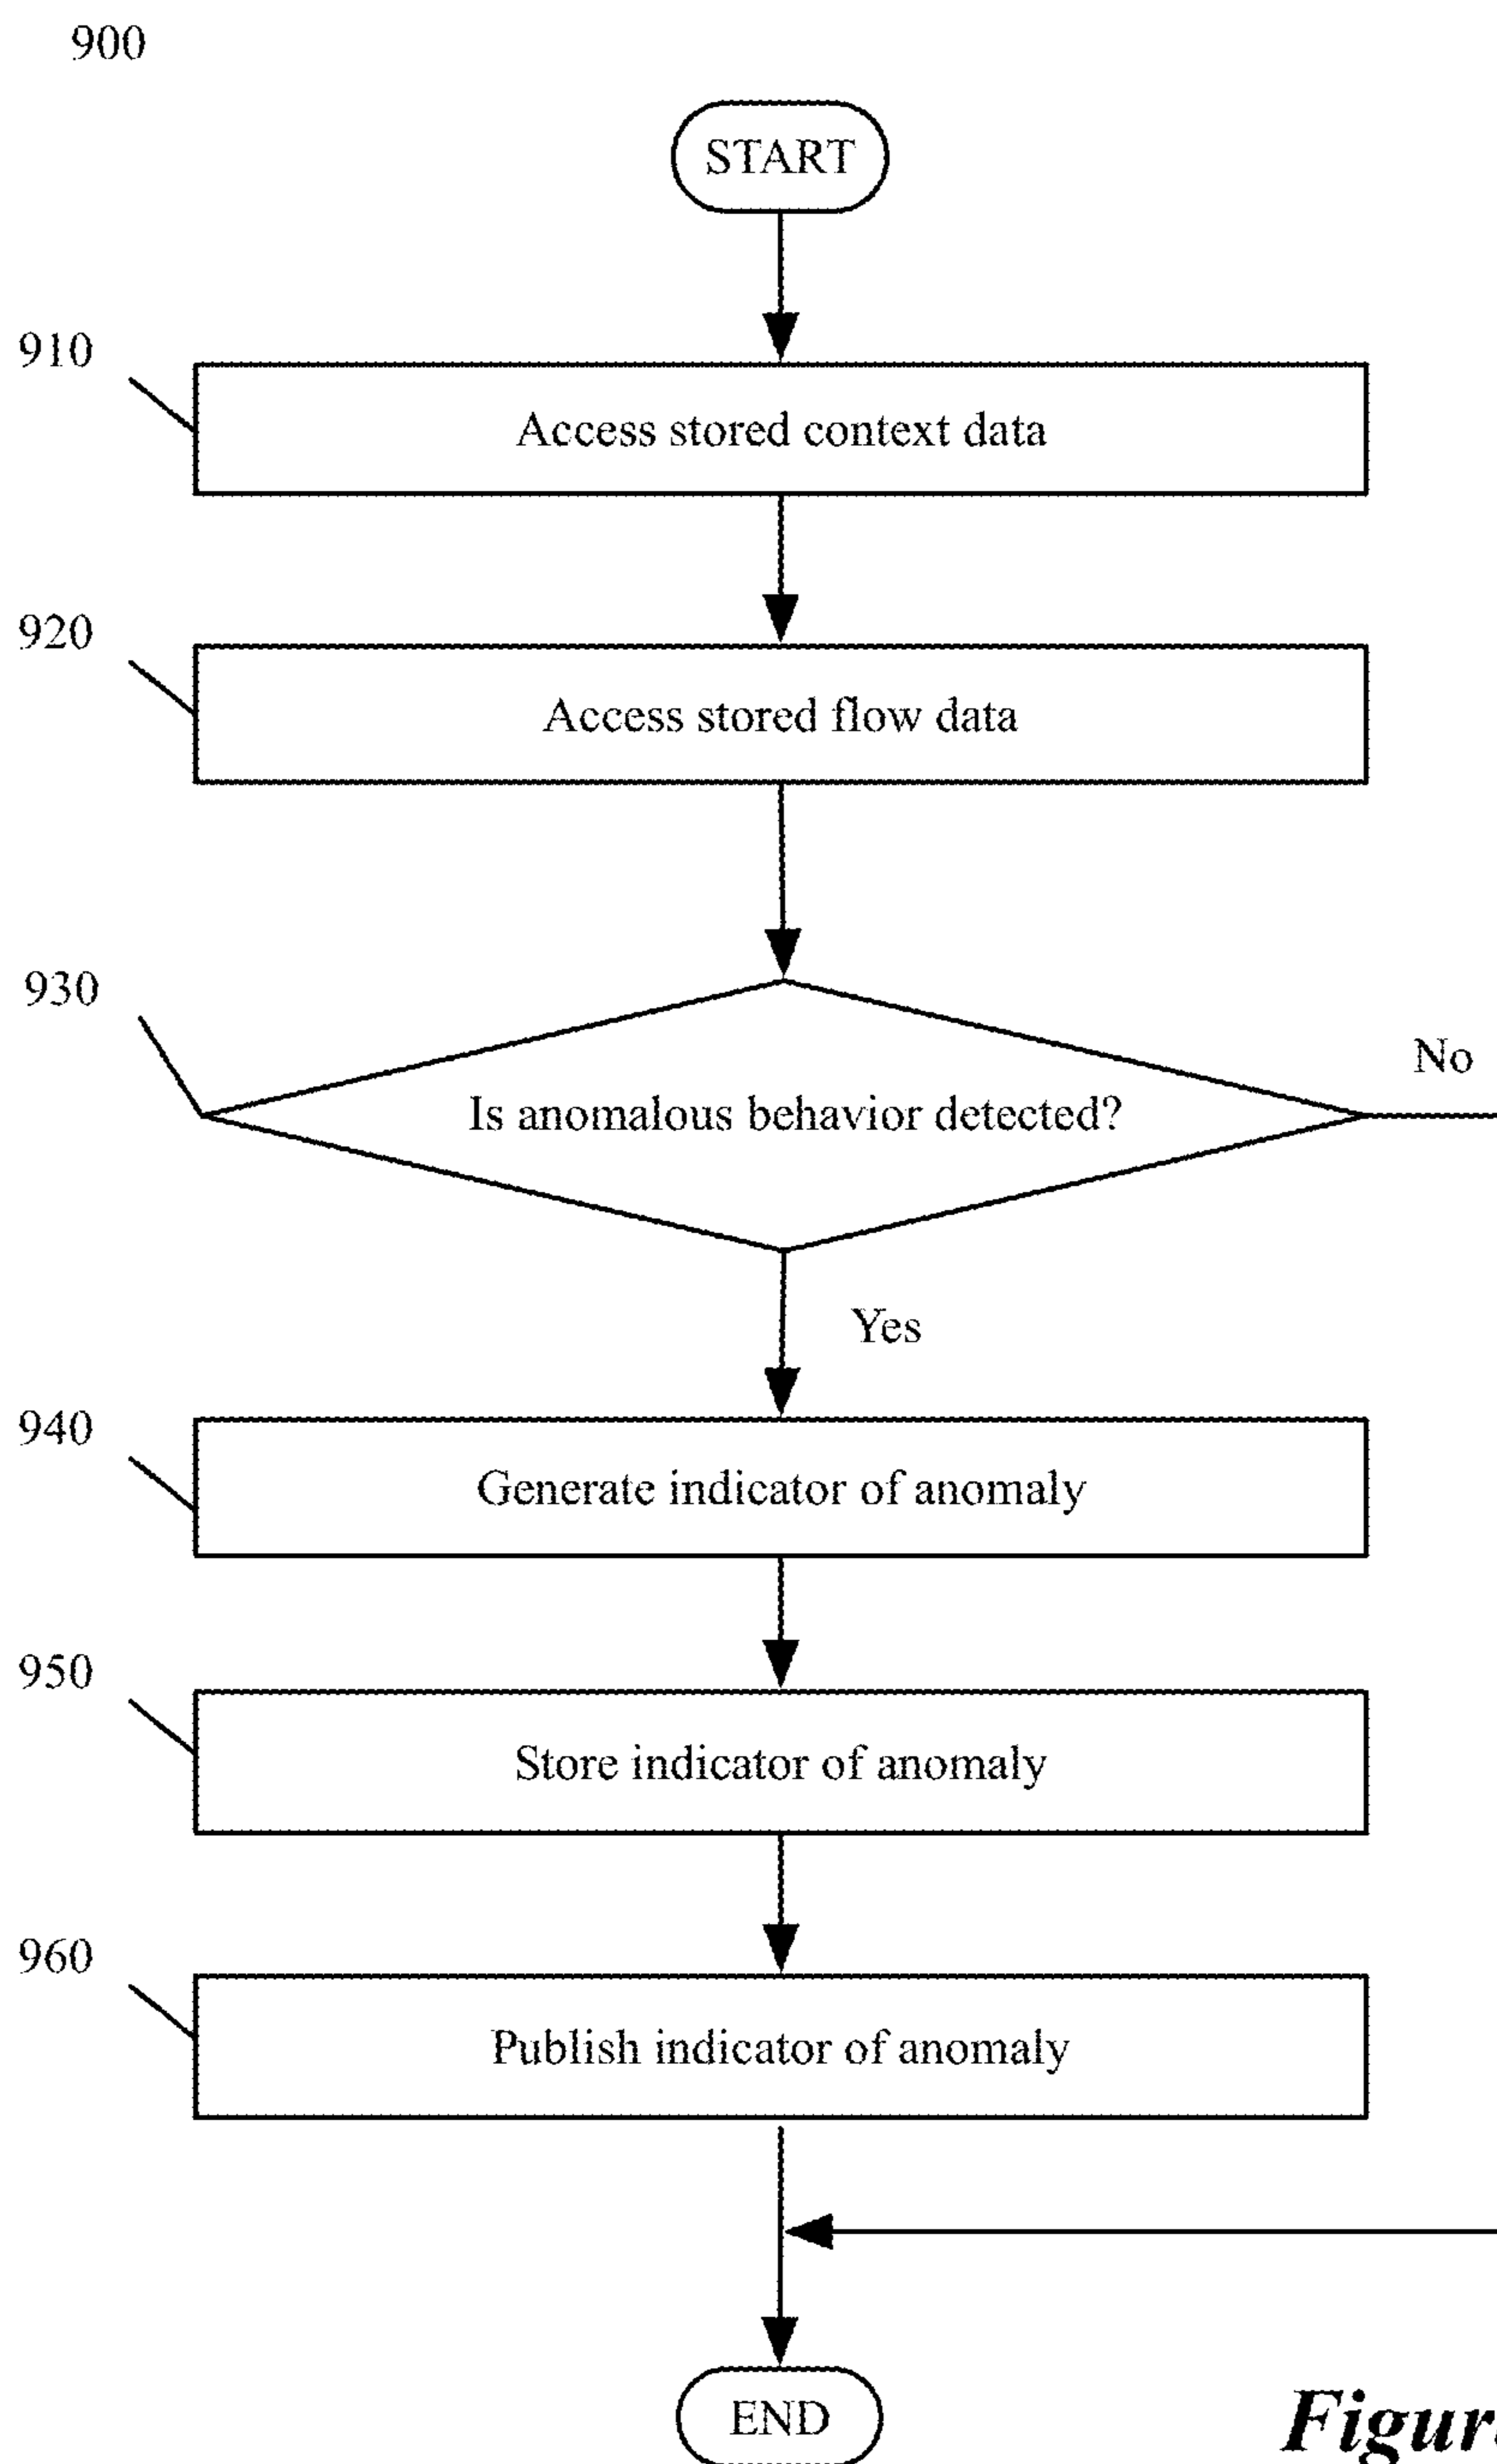 900
START
910
Access stored context data
920
Access stored flow data
930
Is anomalous behavior detected?
No
Yes
940
Generate indicator of anomaly
950
Store indicator of anomaly
960
Publish indicator of anomaly
END